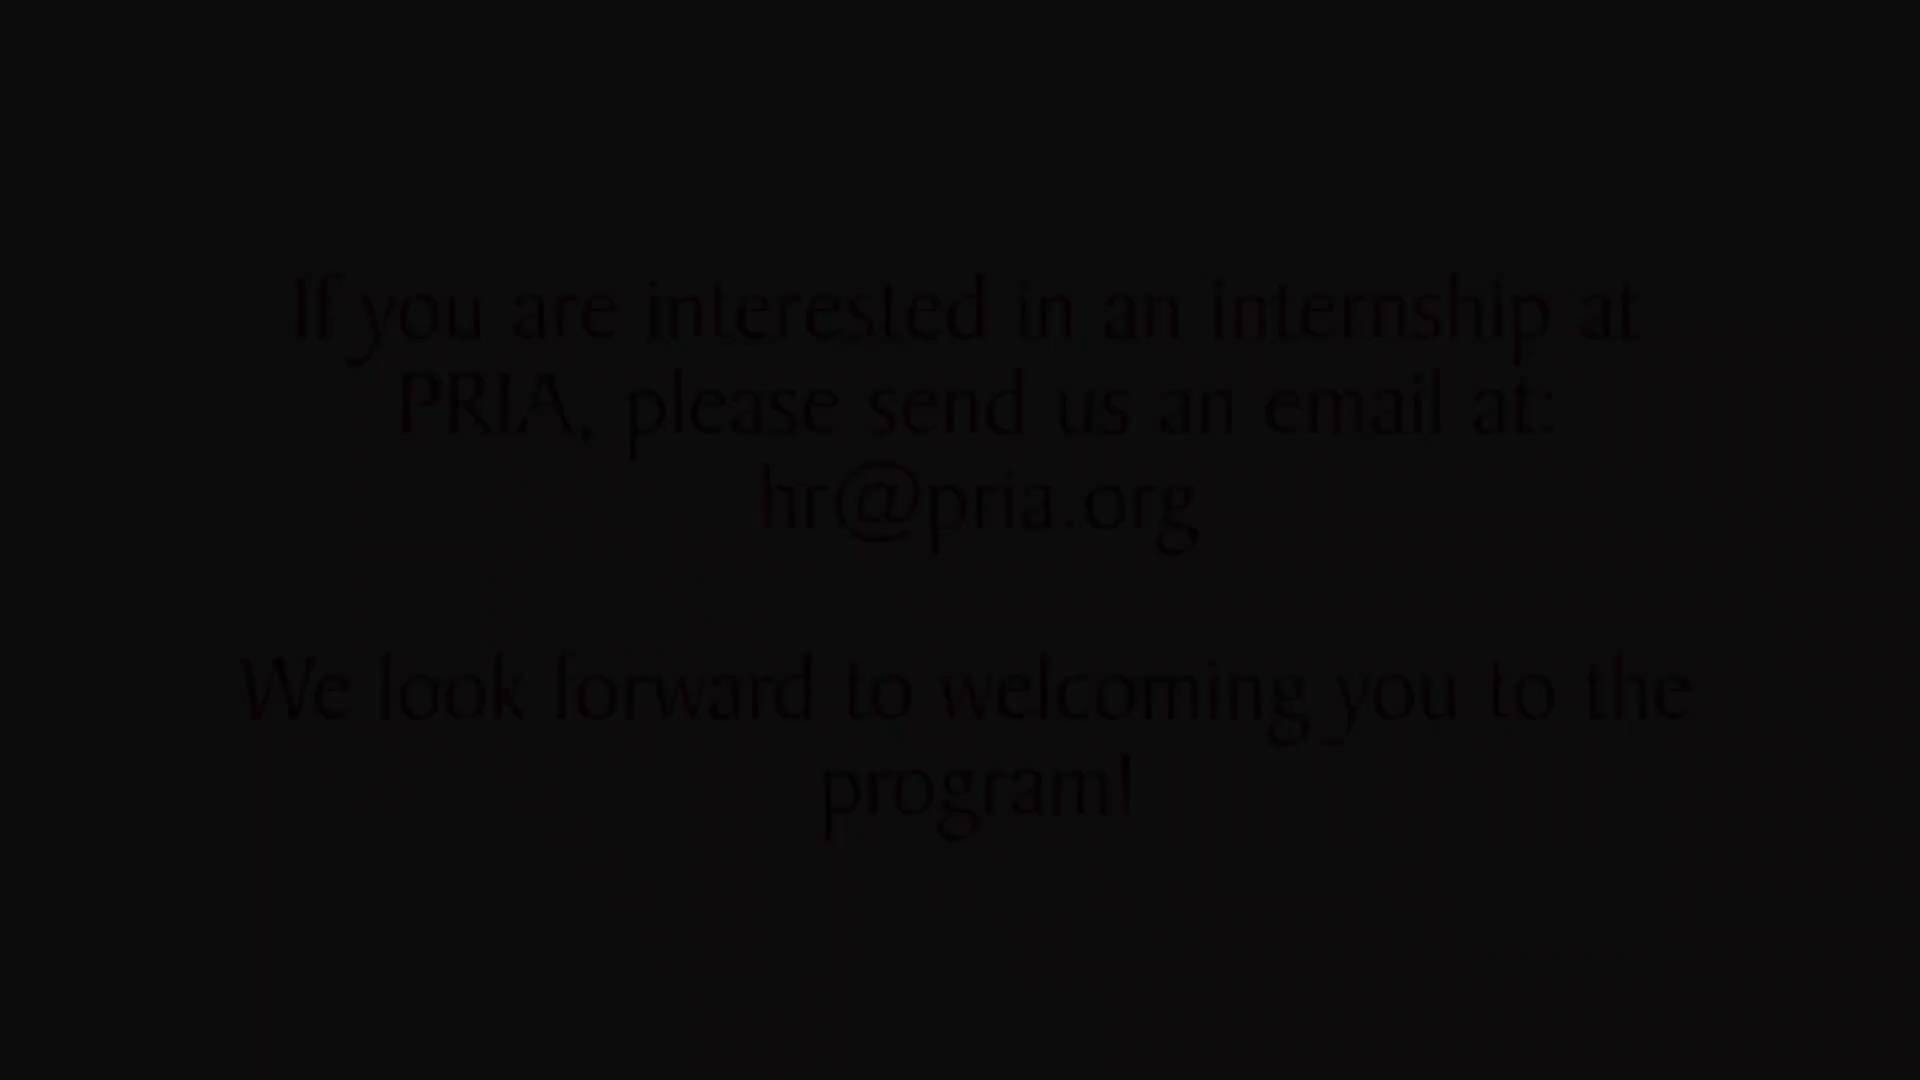 If you are interested in an internship at
PRIA, please send us an email at:
hr@pria.org
We look forward to welcoming you to the
program!